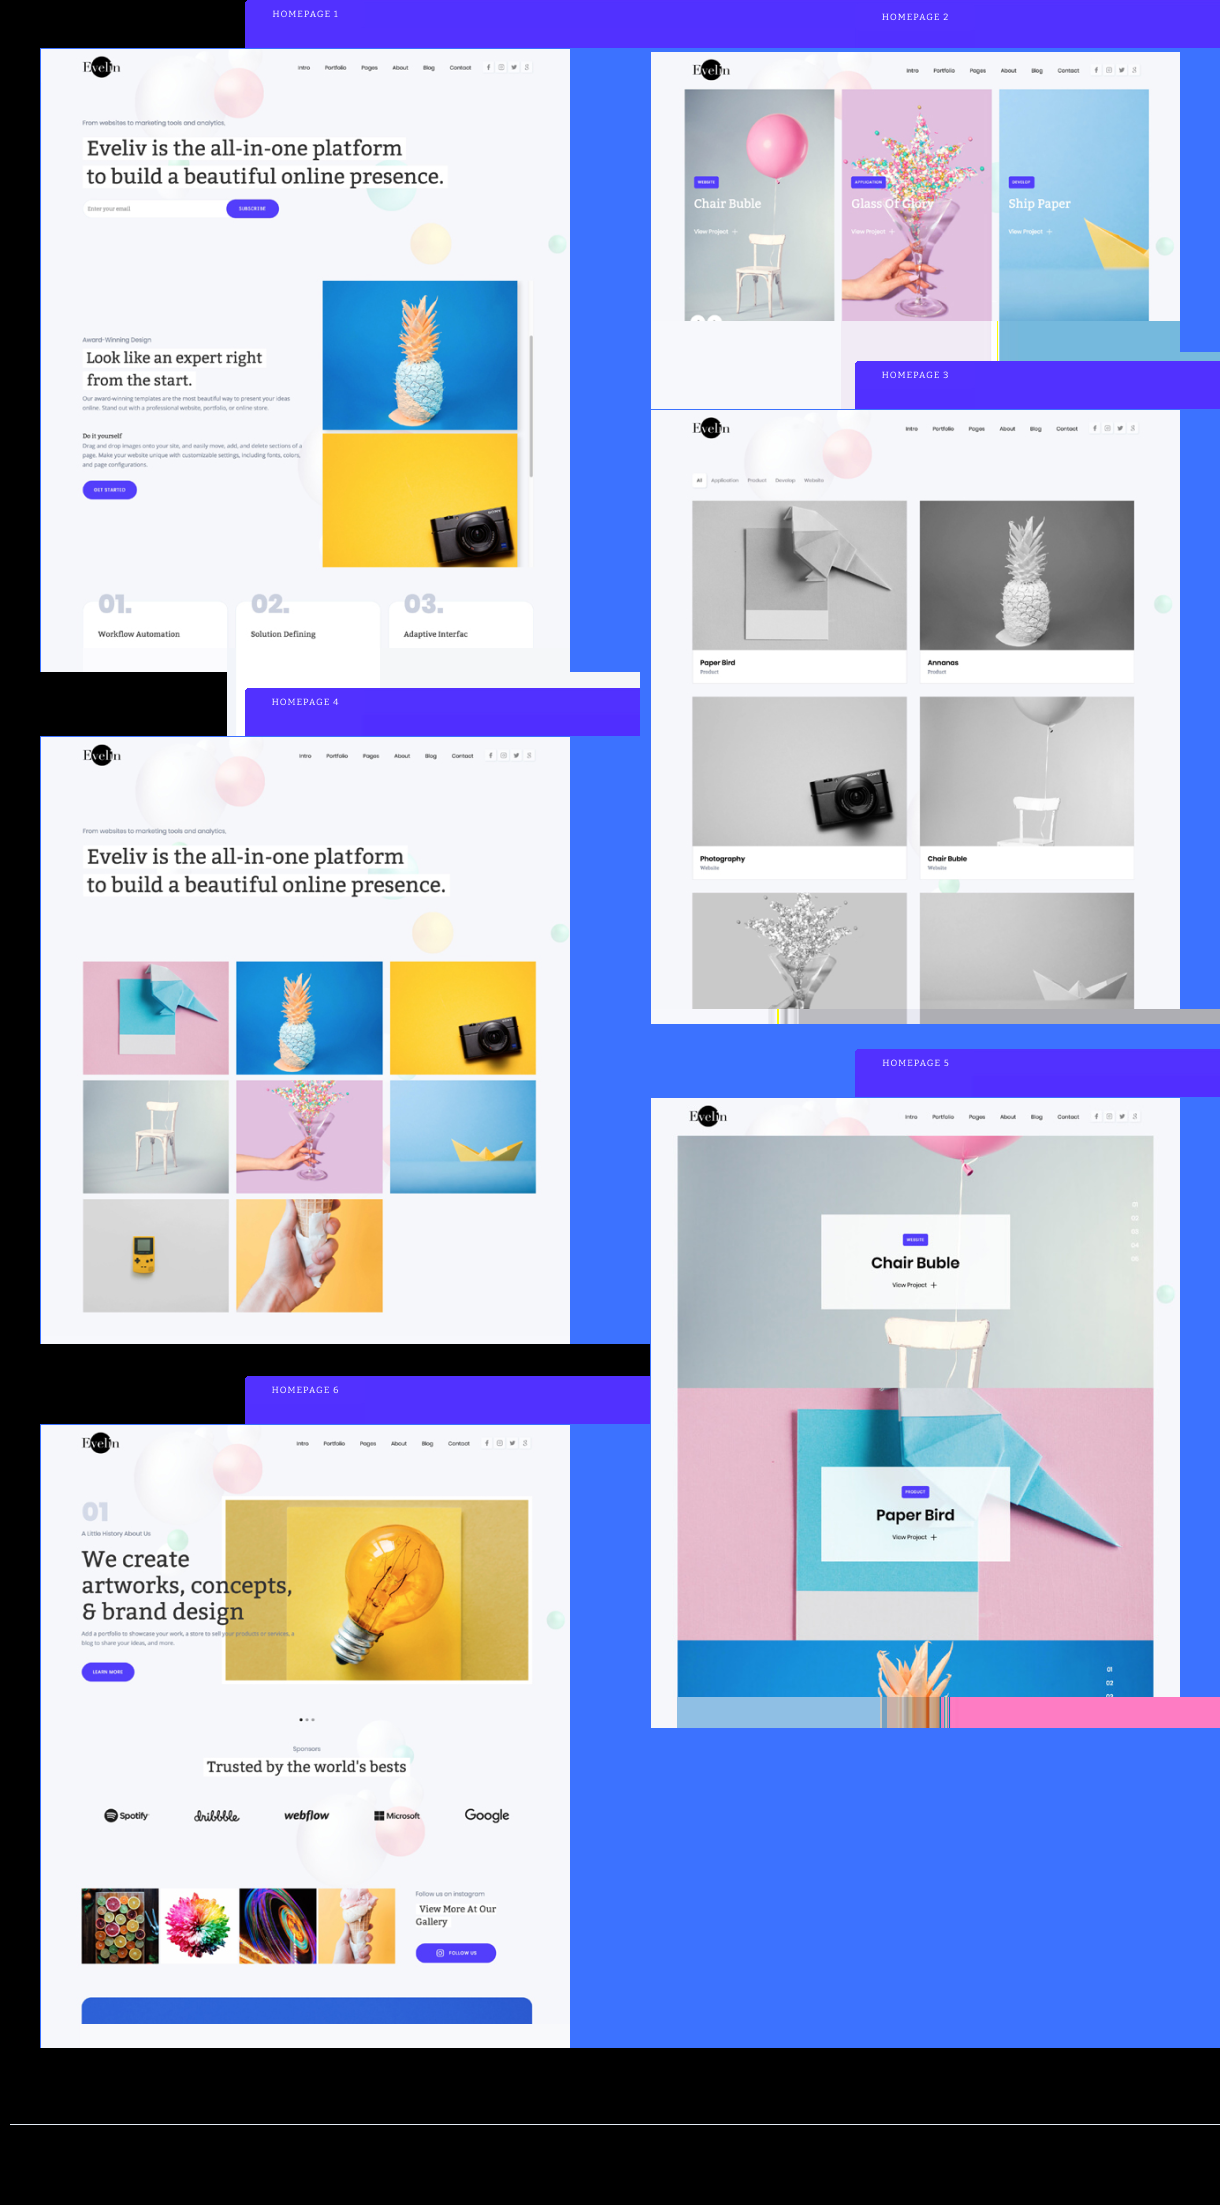 HOMEPAGE 1
Evelin
Intro Portfolio Pages About Blog Contact
From websites to marketing tools and analytics.
Eveliv is the all-in-one platform
to build a beautiful online presence.
Enter your email SUBSCRIBE
Award-Winning Design
Look like an expert right
from the start.
Our award-winning templates are the most beautiful way to present your ideas
online. Stand out with a professional website, portfolio, or online store.
Do it yourself
Drag and drop images onto your site, and easily move, add, and delete sections of a
page. Make your website unique with customizable settings, including fonts, colors,
and page configurations.
GET STARTED
SONY
01. 02. 03.
Workflow Automation Solution Defining Adaptive Interfac
HOMEPAGE 2
Evelin
Intro Portfolio Pages About Blog Contact
WEBSITE APPLICATION DEVELOP
Chair Buble Glass Of Glory Ship Paper
View Project + View Project + View Project +
HOMEPAGE 3
Evelin
Intro Portfolio Pages About Blog Contact
All Application Product Develop Website
Paper Bird Annanas
Product Product
SONY
Photography Chair Buble
Website Website
HOMEPAGE 4
Evelin
Intro Portfolio Pages About Blog Contact
From websites to marketing tools and analytics.
Eveliv is the all-in-one platform
to build a beautiful online presence.
HOMEPAGE 5
Evelin
Intro Portfolio Pages About Blog Contact
01
02
03
04
05
WEBSITE
Chair Buble
View Project +
PRODUCT
Paper Bird
View Project +
01
02
HOMEPAGE 6
Evelin
Intro Portfolio Pages About Blog Contact
01
A Little History About Us
We create
artworks, concepts,
& brand design
Add a portfolio to showcase your work, a store to sell your products or services, a
blog to share your ideas, and more.
LEARN MORE
Sponsors
Trusted by the world's bests
Spotify dribbble webflow Microsoft Google
Follow us on instagram
View More At Our
Gallery
FOLLOW US